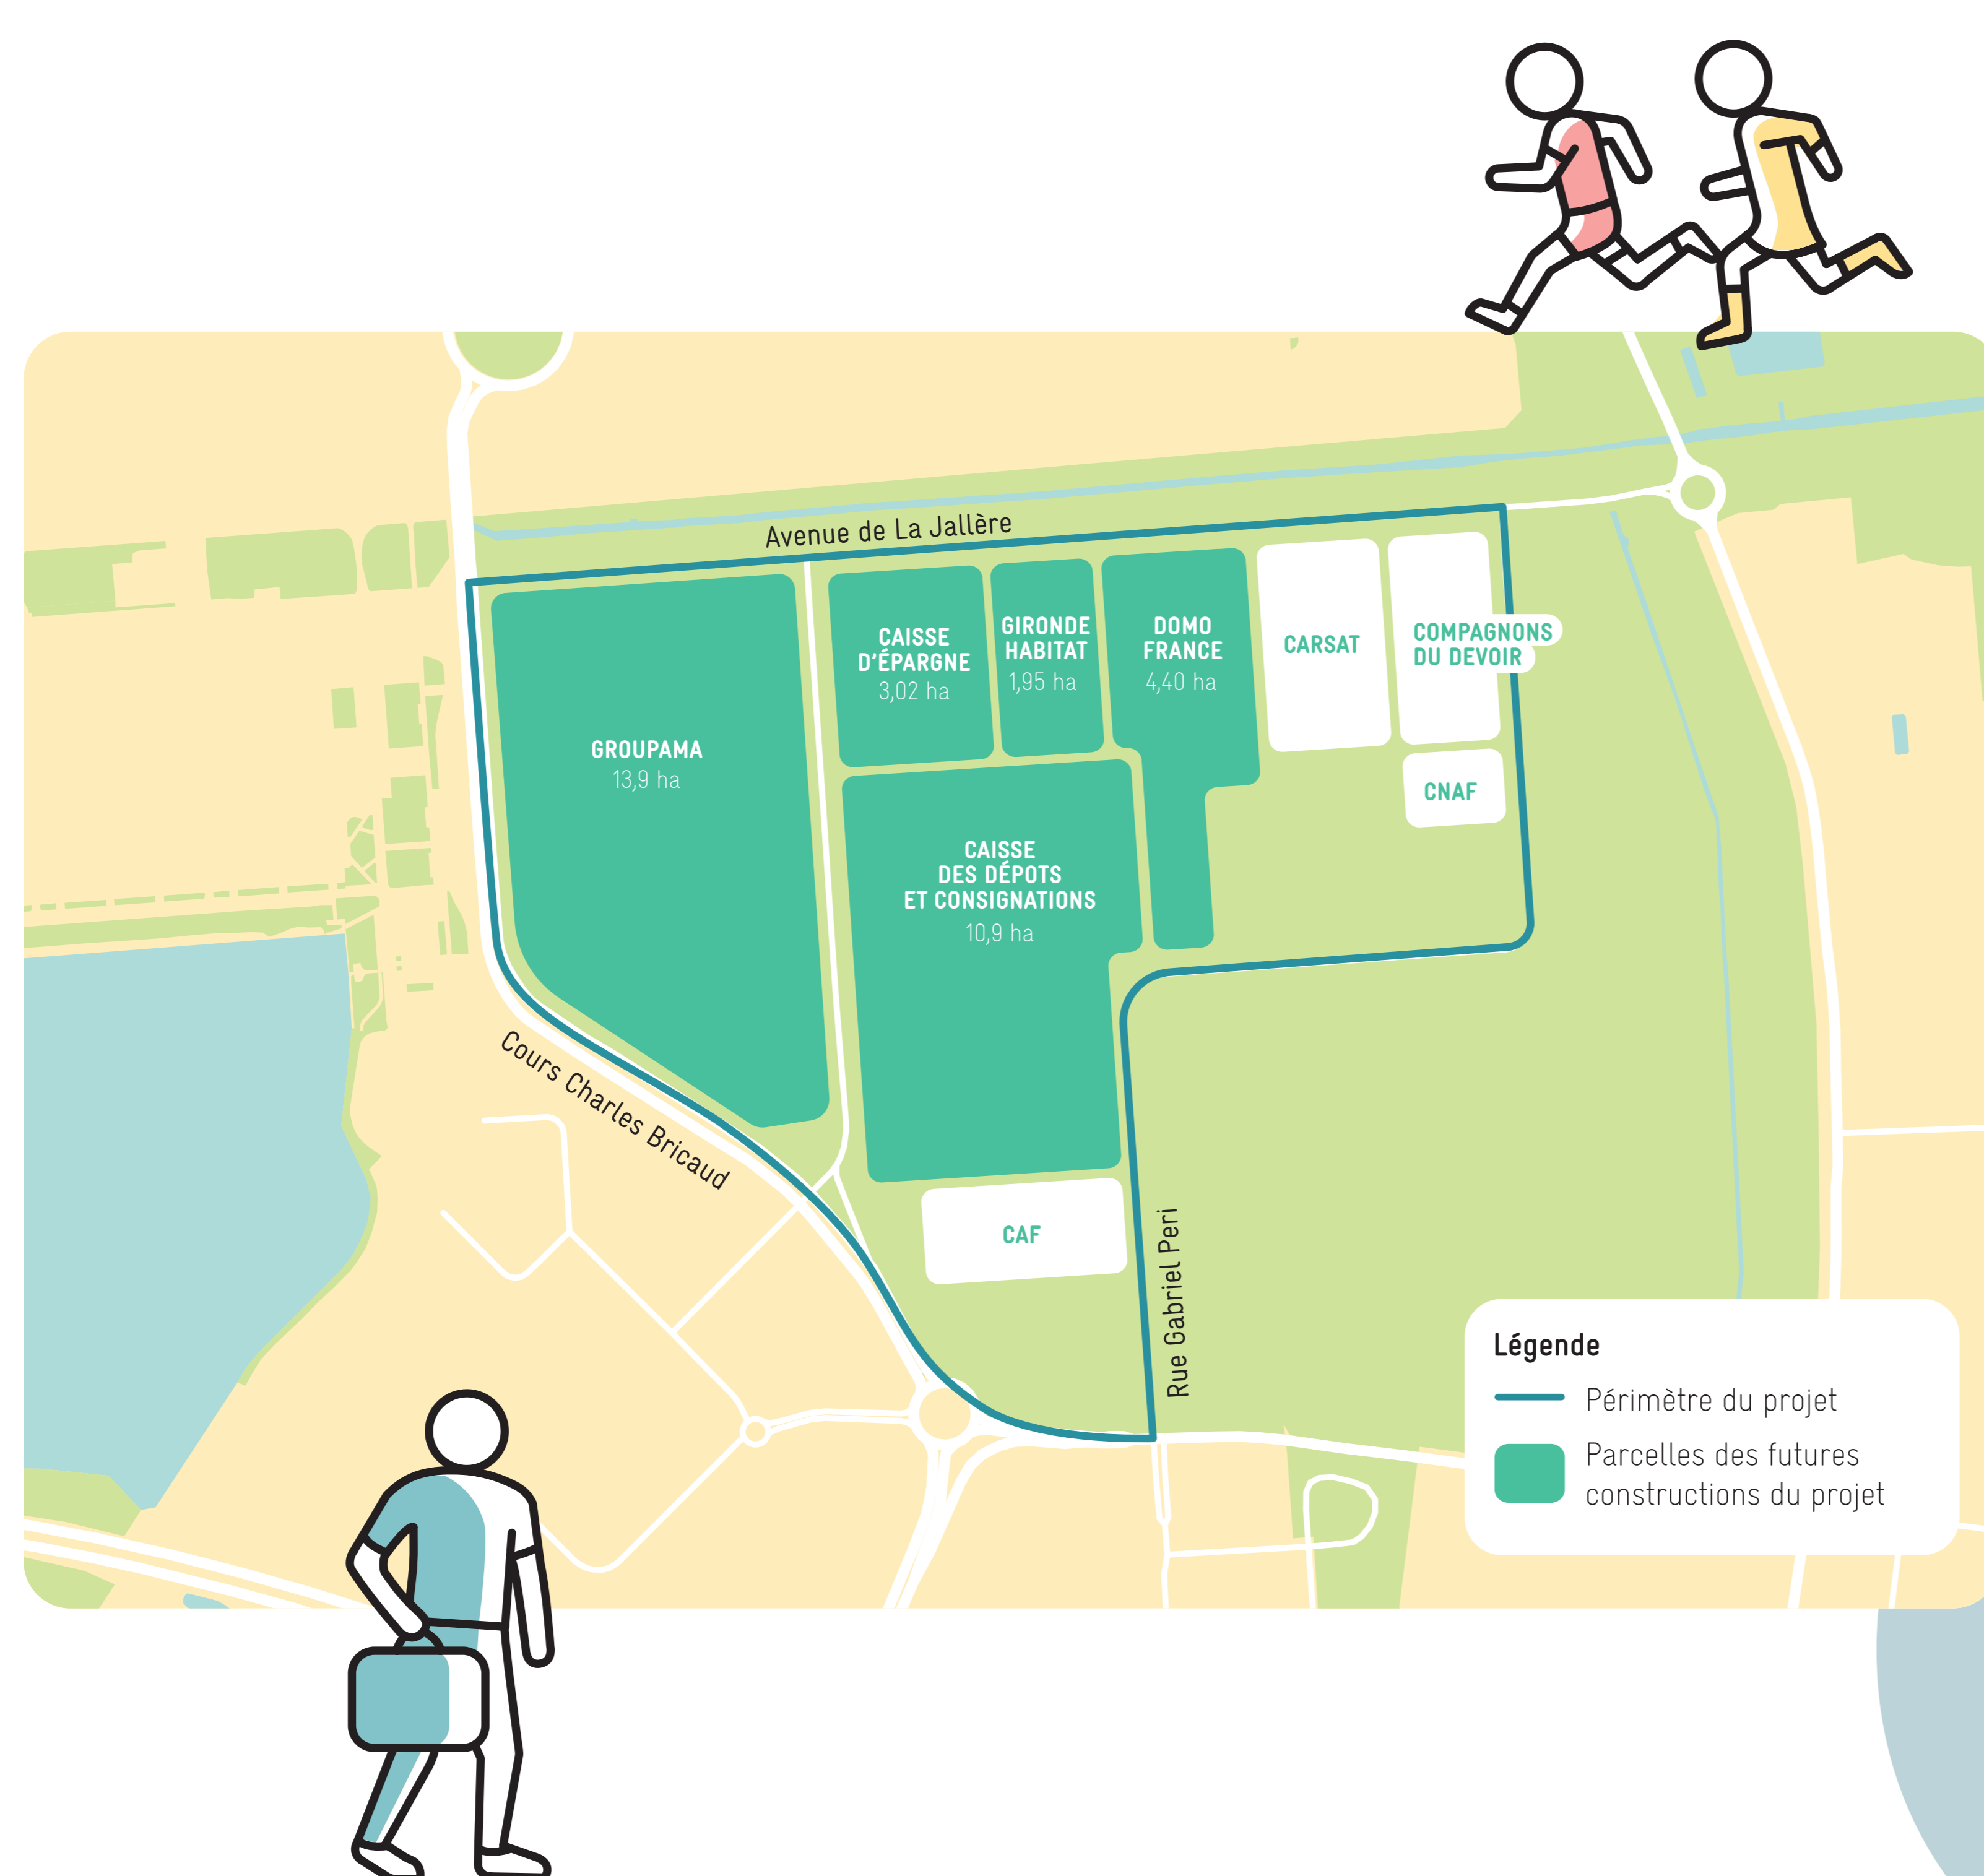 Avenue de La Jallère
CAISSE
D'ÉPARGNE
3,02 ha
GIRONDE
HABITAT
1,95 ha
DOMO
FRANCE
4,40 ha
CARSAT
COMPAGNONS
DU DEVOIR
GROUPAMA
13,9 ha
CNAF
CAISSE
DES DÉPOTS
ET CONSIGNATIONS
10,9 ha
Cours Charles Bricaud
CAF
Rue Gabriel Peri
Légende
Périmètre du projet
Parcelles des futures
constructions du projet